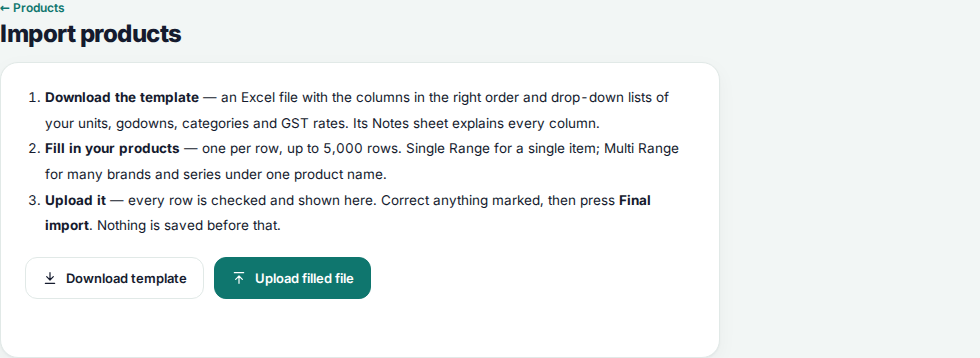 ← Products
Import products
1. Download the template — an Excel file with the columns in the right order and drop-down lists of
your units, godowns, categories and GST rates. Its Notes sheet explains every column.
2. Fill in your products — one per row, up to 5,000 rows. Single Range for a single item; Multi Range
for many brands and series under one product name.
3. Upload it — every row is checked and shown here. Correct anything marked, then press Final
import. Nothing is saved before that.
Download template
Upload filled file